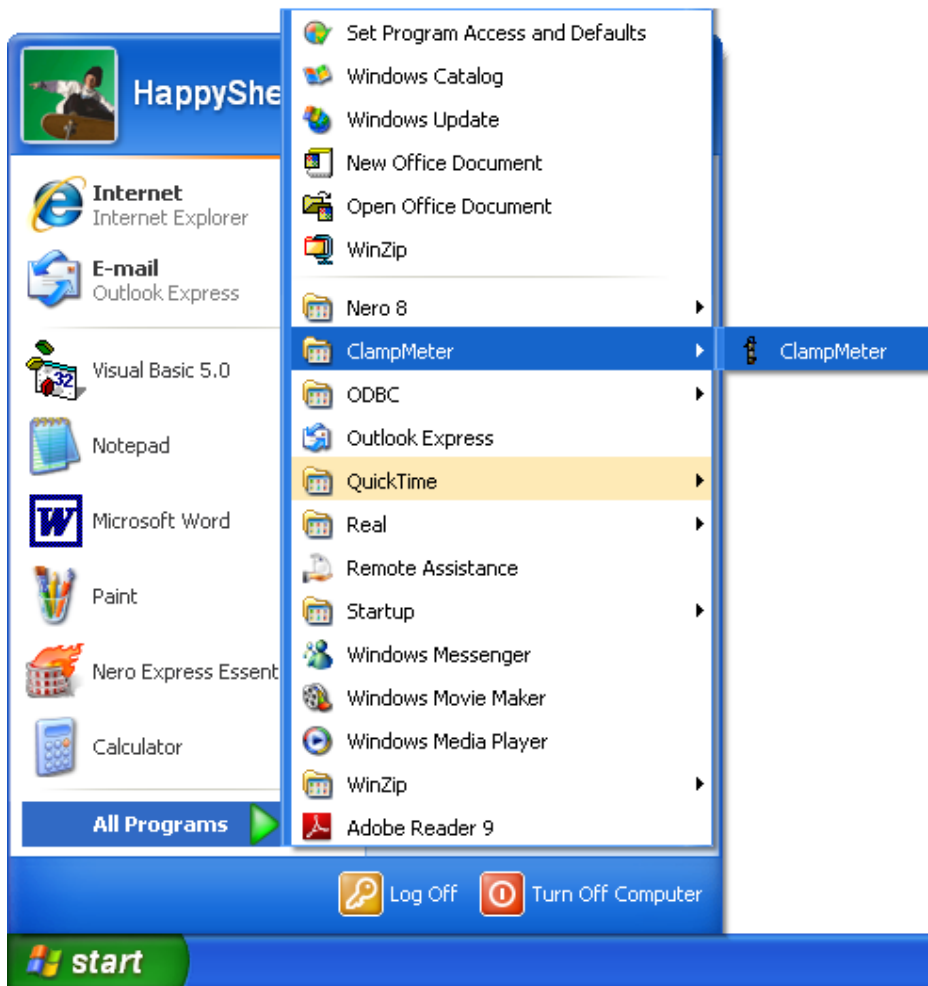 HappyShe
Internet
Internet Explorer
E-mail
Outlook Express
Visual Basic 5.0
Notepad
Microsoft Word
Paint
Nero Express Essent
Calculator
All Programs
Set Program Access and Defaults
Windows Catalog
Windows Update
New Office Document
Open Office Document
WinZip
Nero 8
ClampMeter
ODBC
Outlook Express
QuickTime
Real
Remote Assistance
Startup
Windows Messenger
Windows Movie Maker
Windows Media Player
WinZip
Adobe Reader 9
ClampMeter
Log Off
Turn Off Computer
start